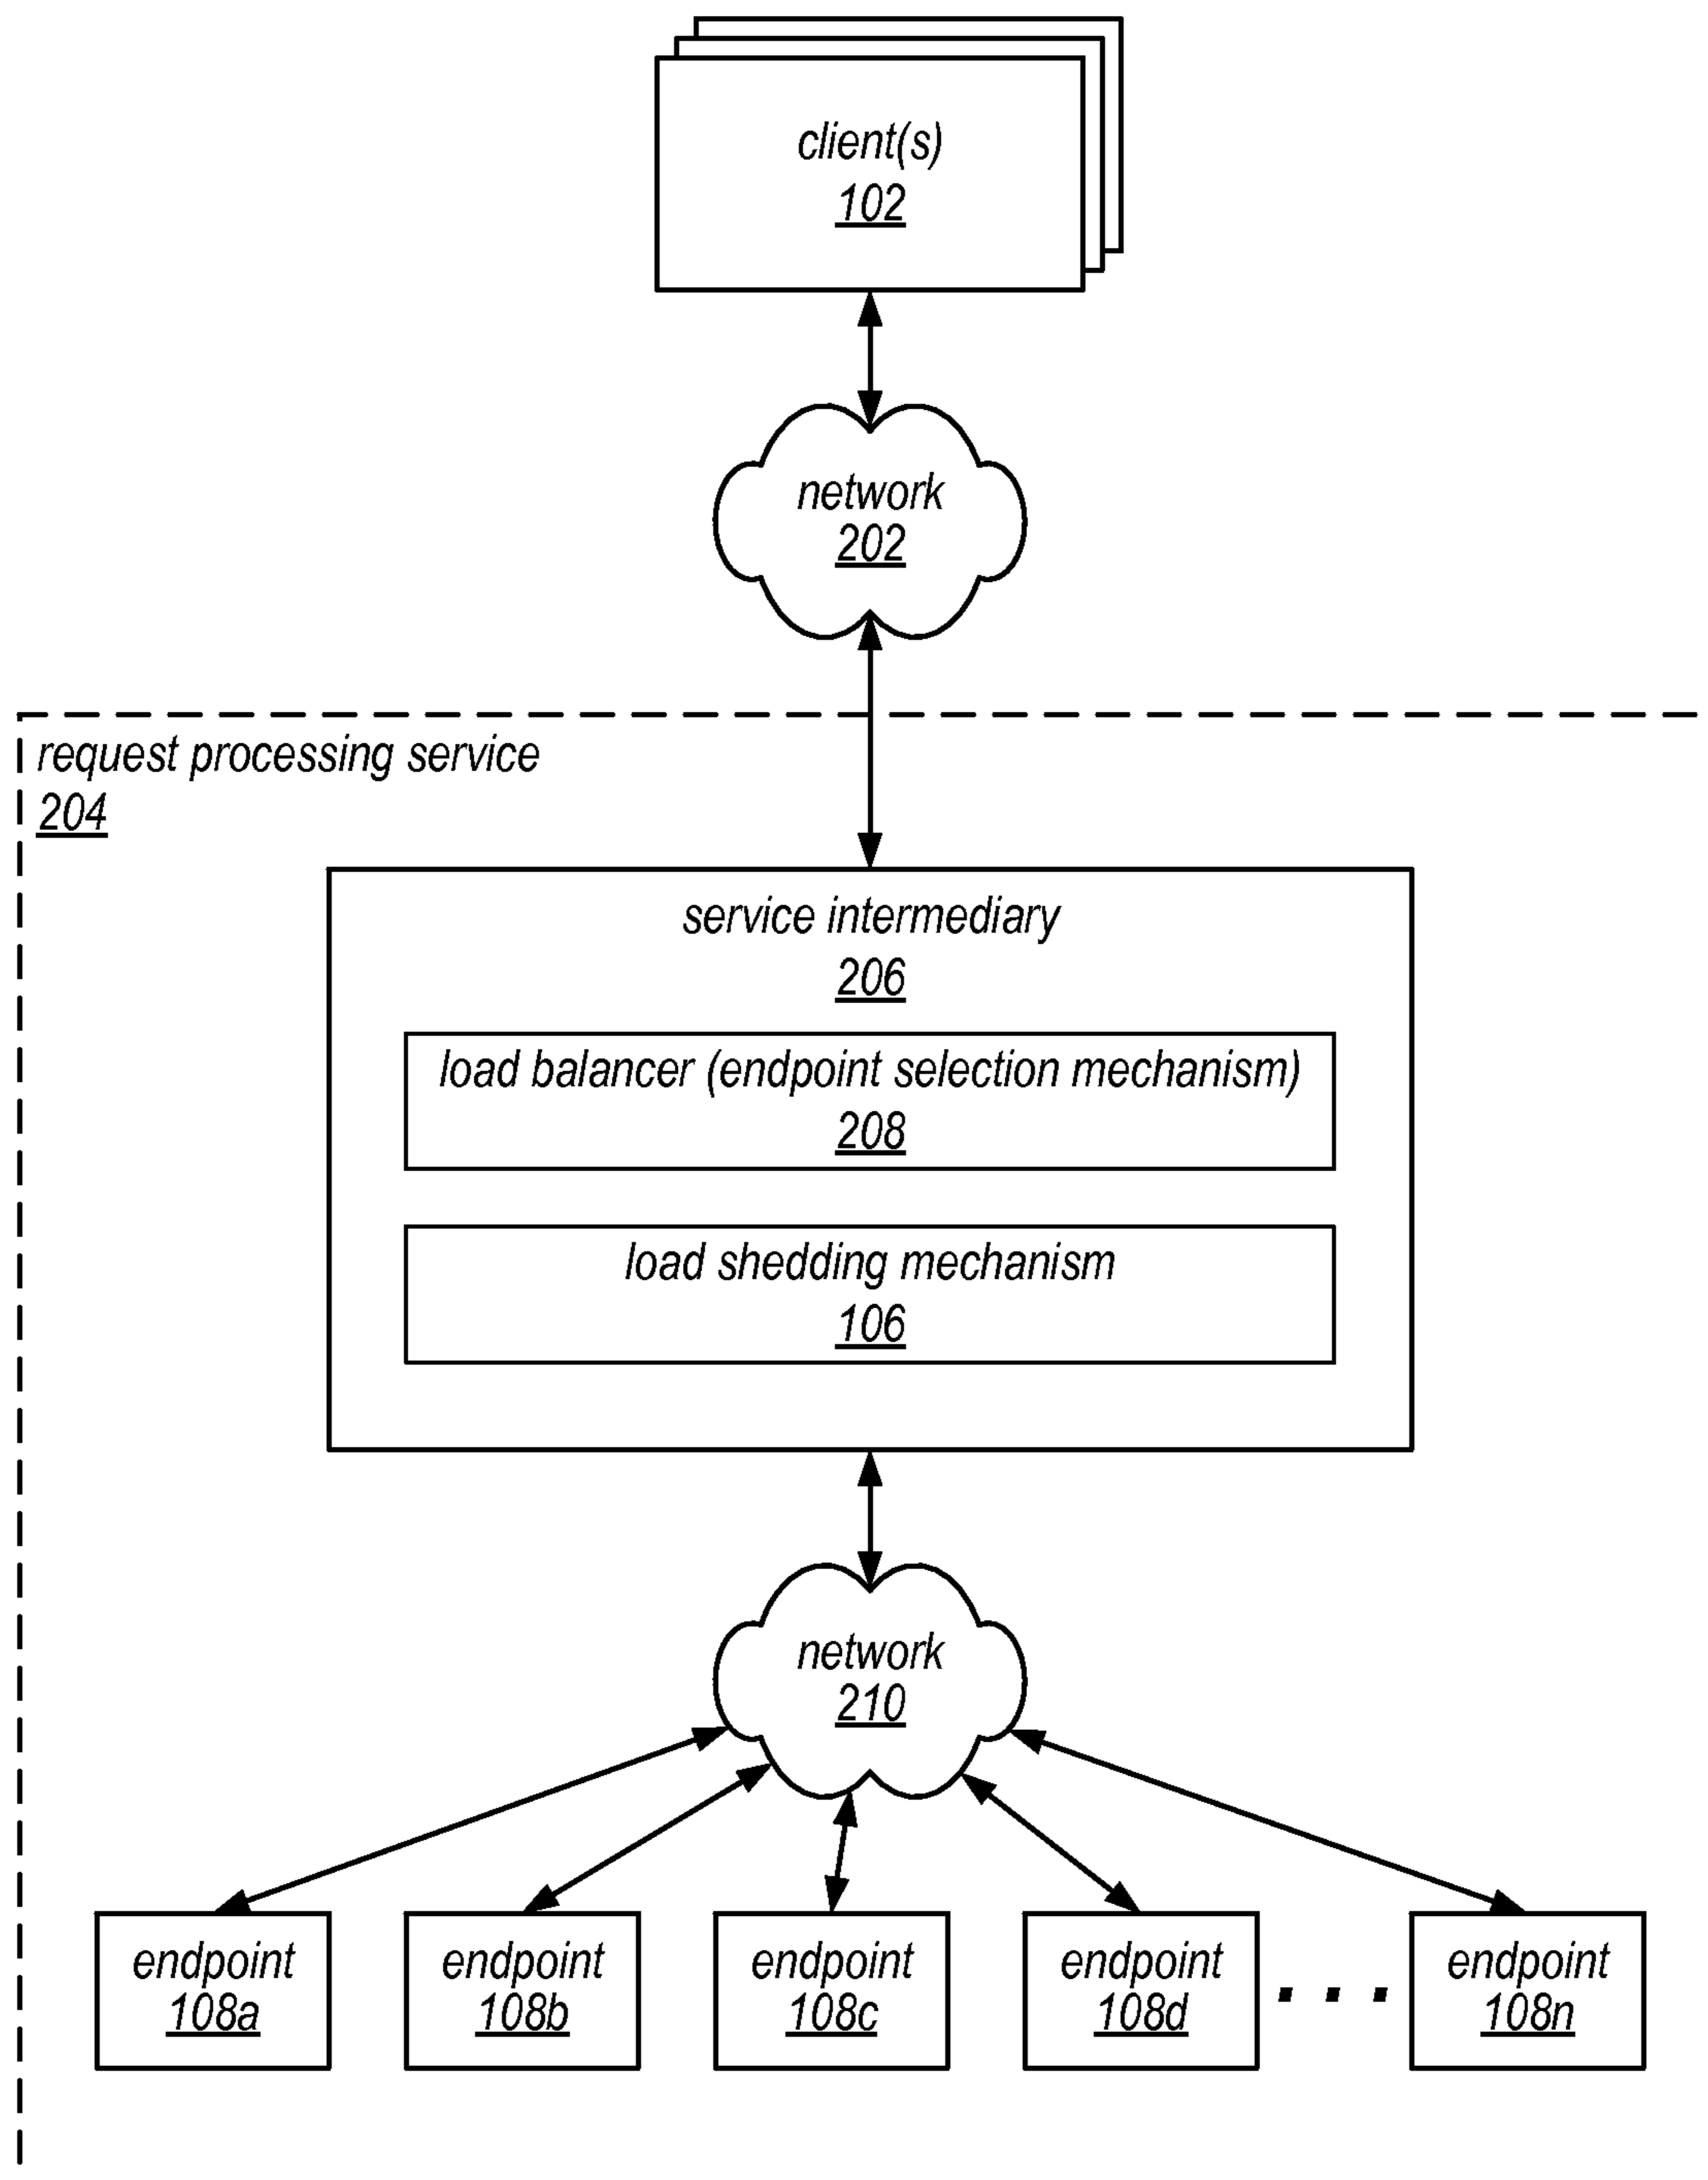 client(s)
102
network
202
request processing service
204
service intermediary
206
load balancer (endpoint selection mechanism)
208
load shedding mechanism
106
network
210
endpoint
108a
endpoint
108b
endpoint
108c
endpoint
108d
. . .
endpoint
108n